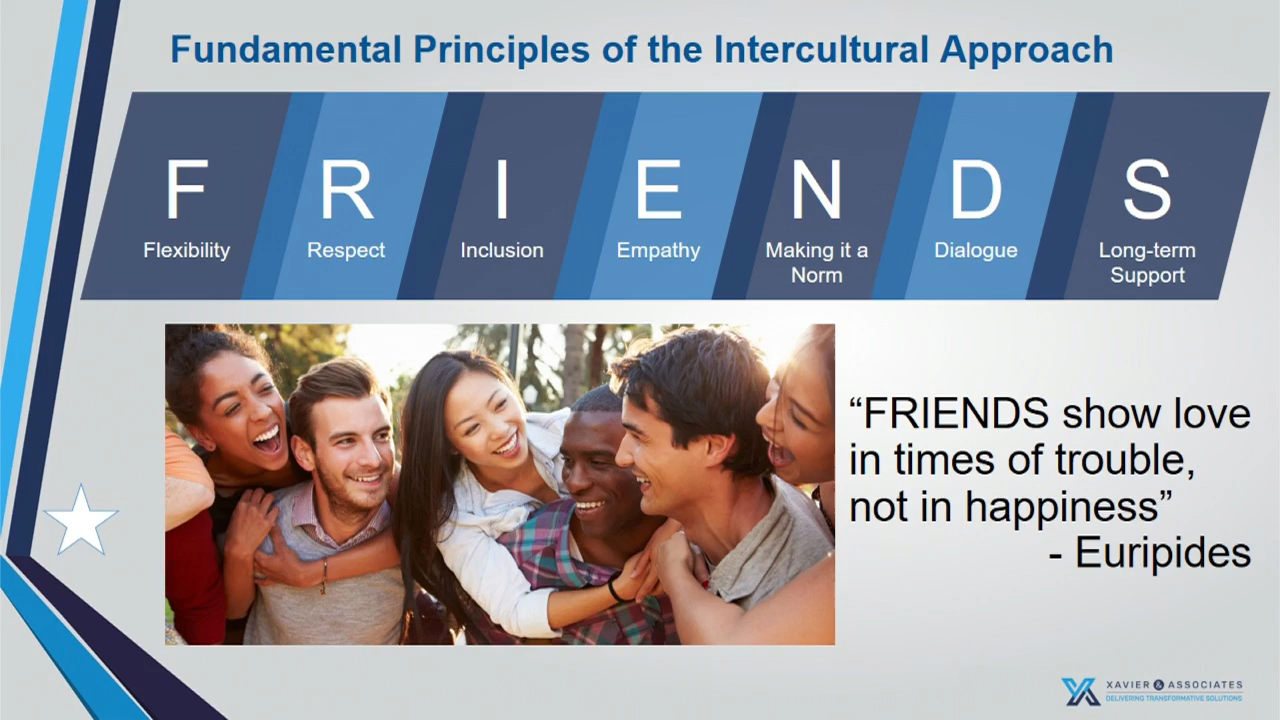 Fundamental Principles of the Intercultural Approach
F R I E N D S
Flexibility Respect Inclusion Empathy Making it a Norm Dialogue Long-term Support
“FRIENDS show love
in times of trouble,
not in happiness”
- Euripides
XAVIER & ASSOCIATES
DELIVERING TRANSFORMATIVE SOLUTIONS